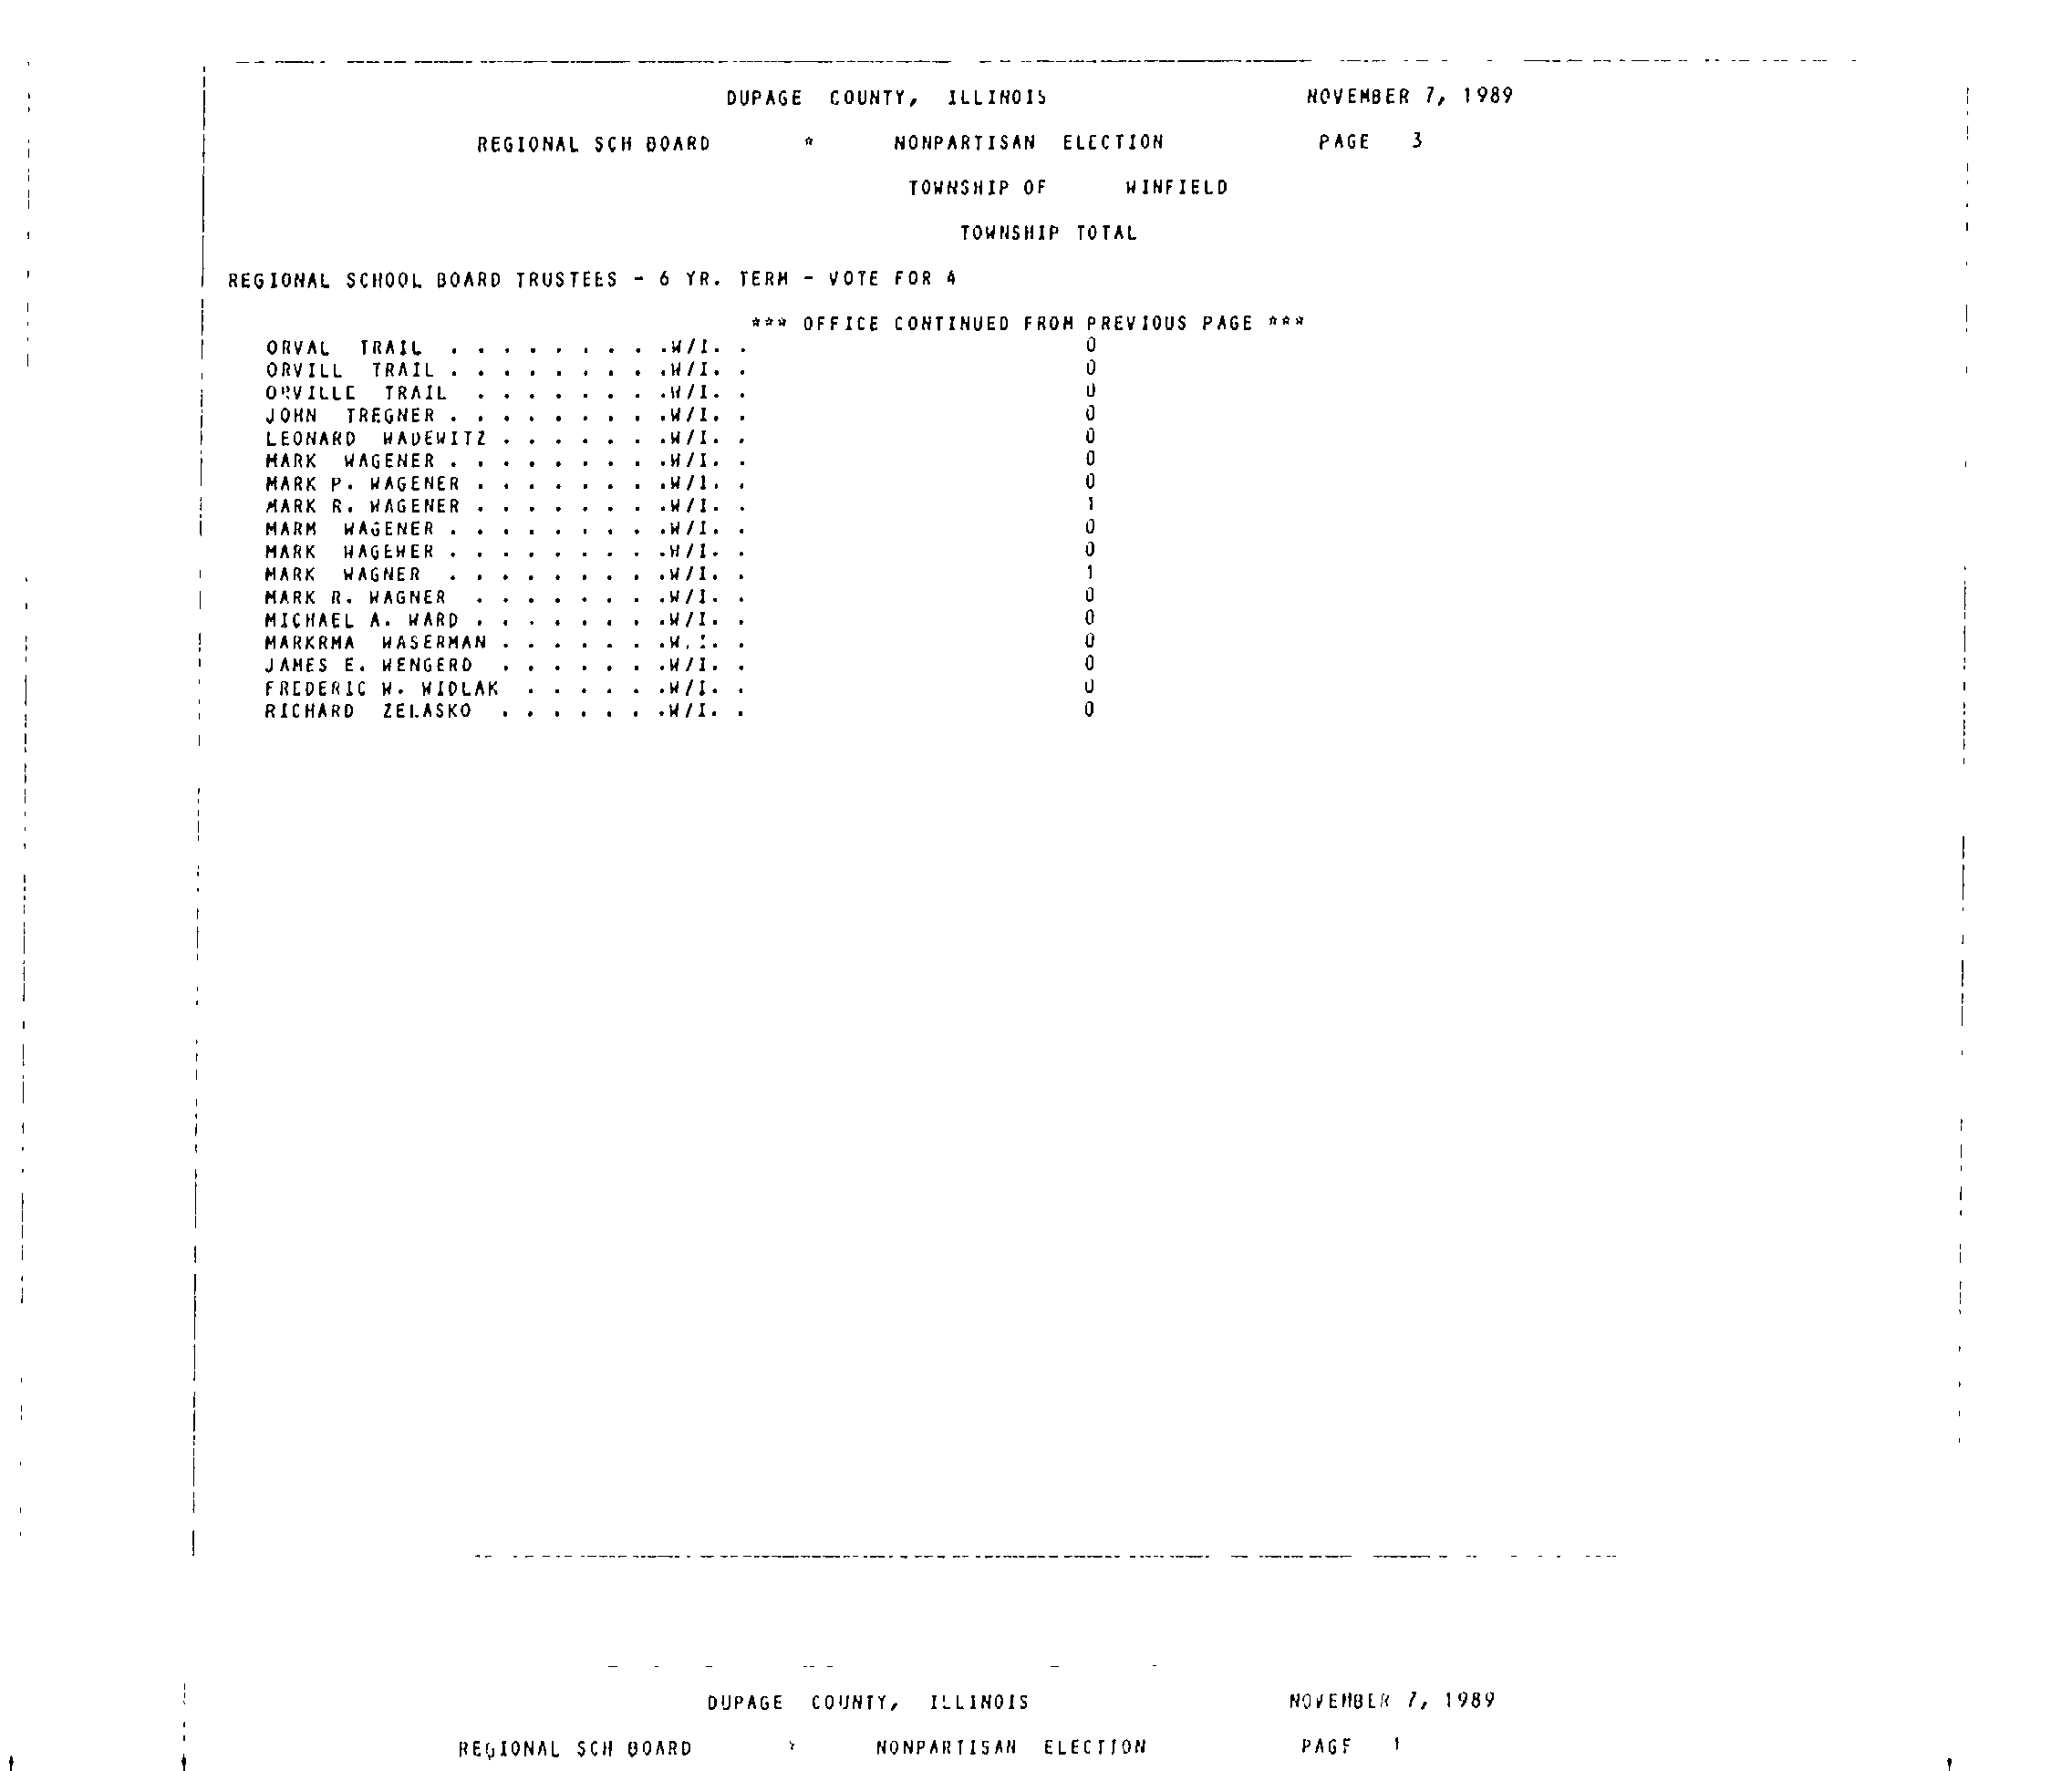 DUPAGE COUNTY, ILLINOIS NOVEMBER 7, 1989
REGIONAL SCH BOARD * NONPARTISAN ELECTION PAGE 3
TOWNSHIP OF WINFIELD
TOWNSHIP TOTAL
REGIONAL SCHOOL BOARD TRUSTEES - 6 YR. TERM - VOTE FOR 4
*** OFFICE CONTINUED FROM PREVIOUS PAGE ***
ORVAL TRAIL . . . . . . . . .W/I. . 0
ORVILL TRAIL . . . . . . . . .W/I. . 0
ORVILLE TRAIL . . . . . . . .W/I. . 0
JOHN TREGNER . . . . . . . . .W/I. . 0
LEONARD WADEWITZ . . . . . . .W/I. . 0
MARK WAGENER . . . . . . . . .W/I. . 0
MARK P. WAGENER . . . . . . . .W/I. . 0
MARK R. WAGENER . . . . . . . .W/I. . 1
MARM WAGENER . . . . . . . . .W/I. . 0
MARK WAGEWER . . . . . . . . .W/I. . 0
MARK WAGNER . . . . . . . . .W/I. . 1
MARK R. WAGNER . . . . . . . .W/I. . 0
MICHAEL A. WARD . . . . . . . .W/I. . 0
MARKRMA WASERMAN . . . . . . .W/I. . 0
JAMES E. WENGERD . . . . . . .W/I. . 0
FREDERIC W. WIDLAK . . . . . .W/I. . 0
RICHARD ZELASKO . . . . . . .W/I. . 0
DUPAGE COUNTY, ILLINOIS NOVEMBER 7, 1989
REGIONAL SCH BOARD * NONPARTISAN ELECTION PAGE 1